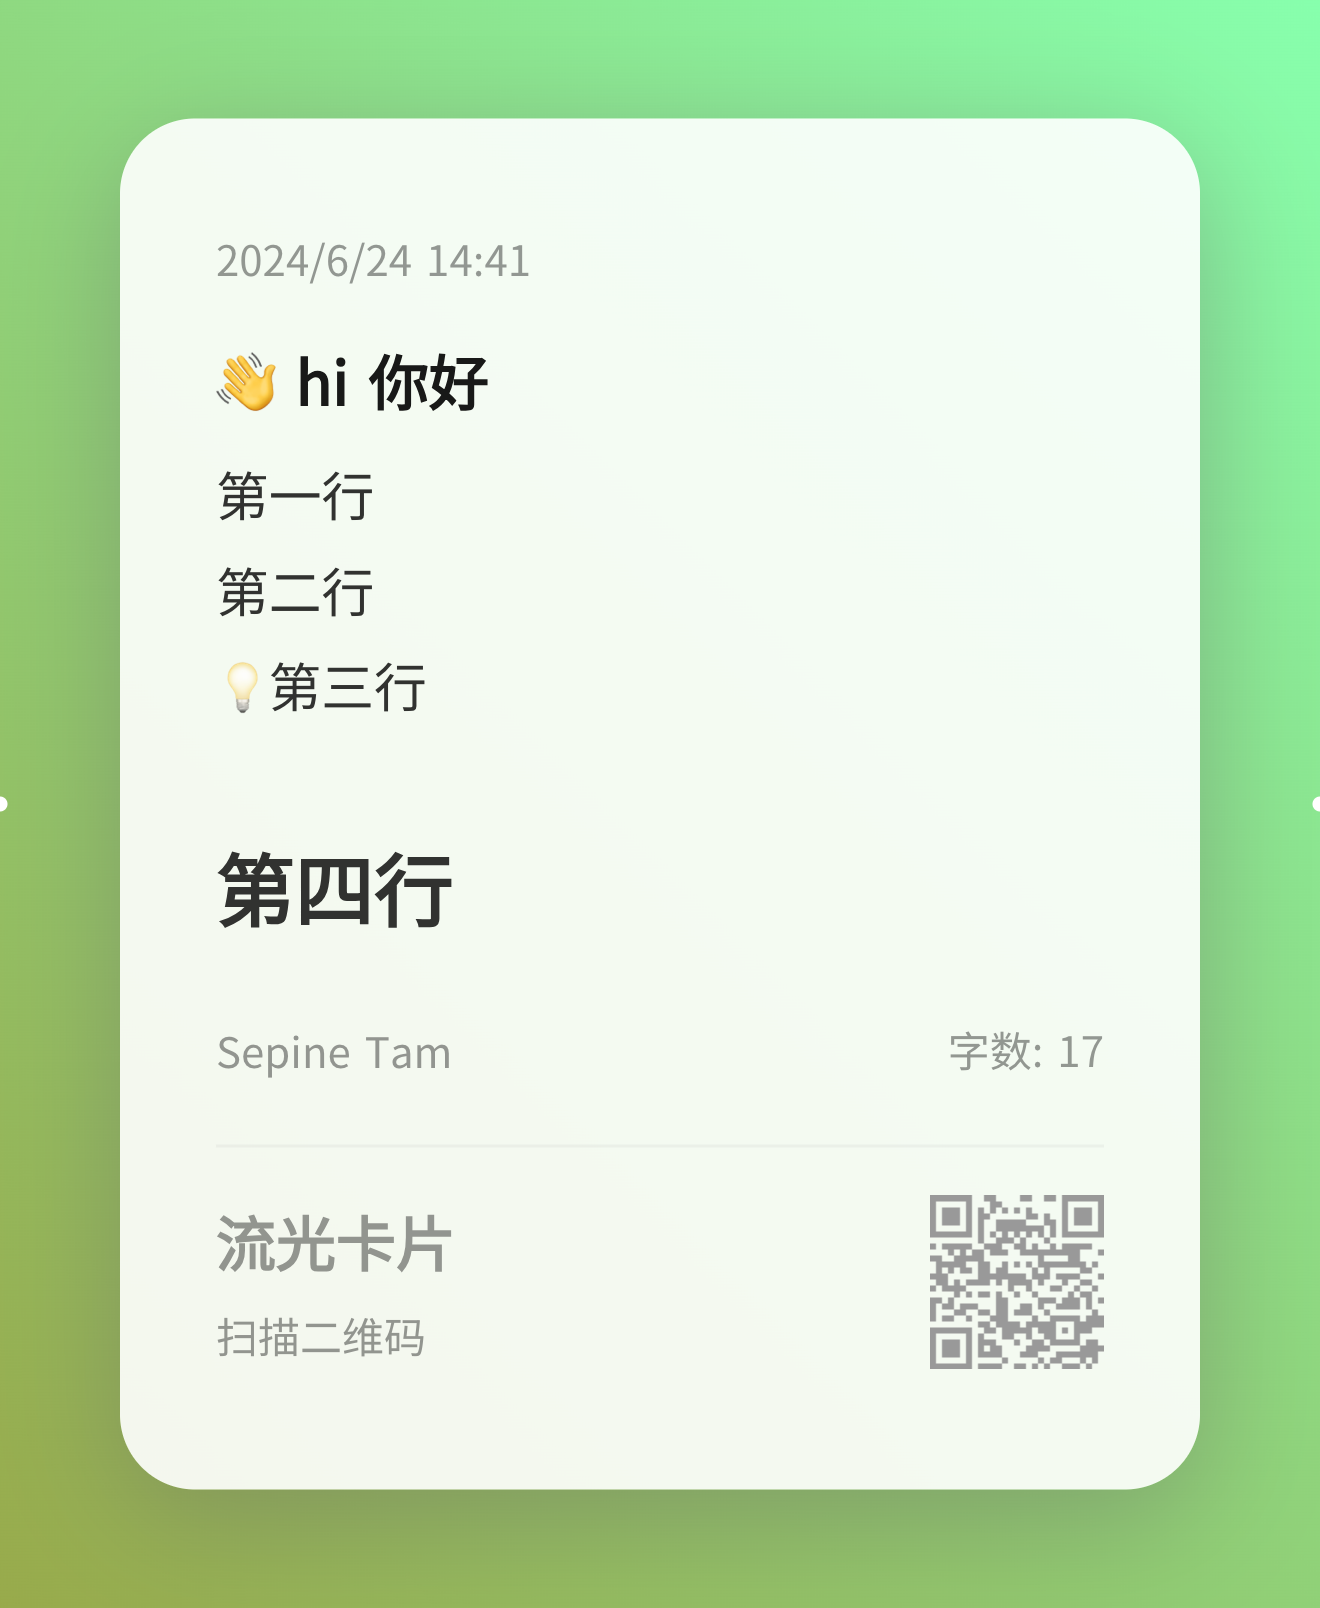 2024/6/24 14:41
👋 hi 你好
第一行
第二行
💡第三行
第四行
Sepine Tam
字数: 17
流光卡片
扫描二维码